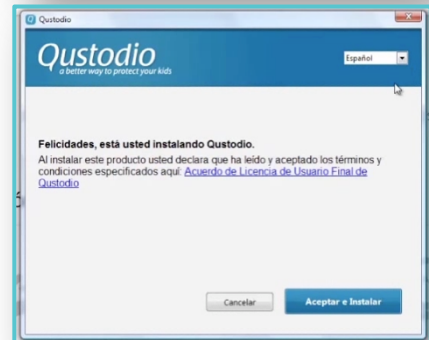 Qustodio
Qustodio
a better way to protect your kids
Español
Felicidades, está usted instalando Qustodio.
Al instalar este producto usted declara que ha leído y aceptado los términos y
condiciones especificados aquí: Acuerdo de Licencia de Usuario Final de
Qustodio
Cancelar
Aceptar e Instalar